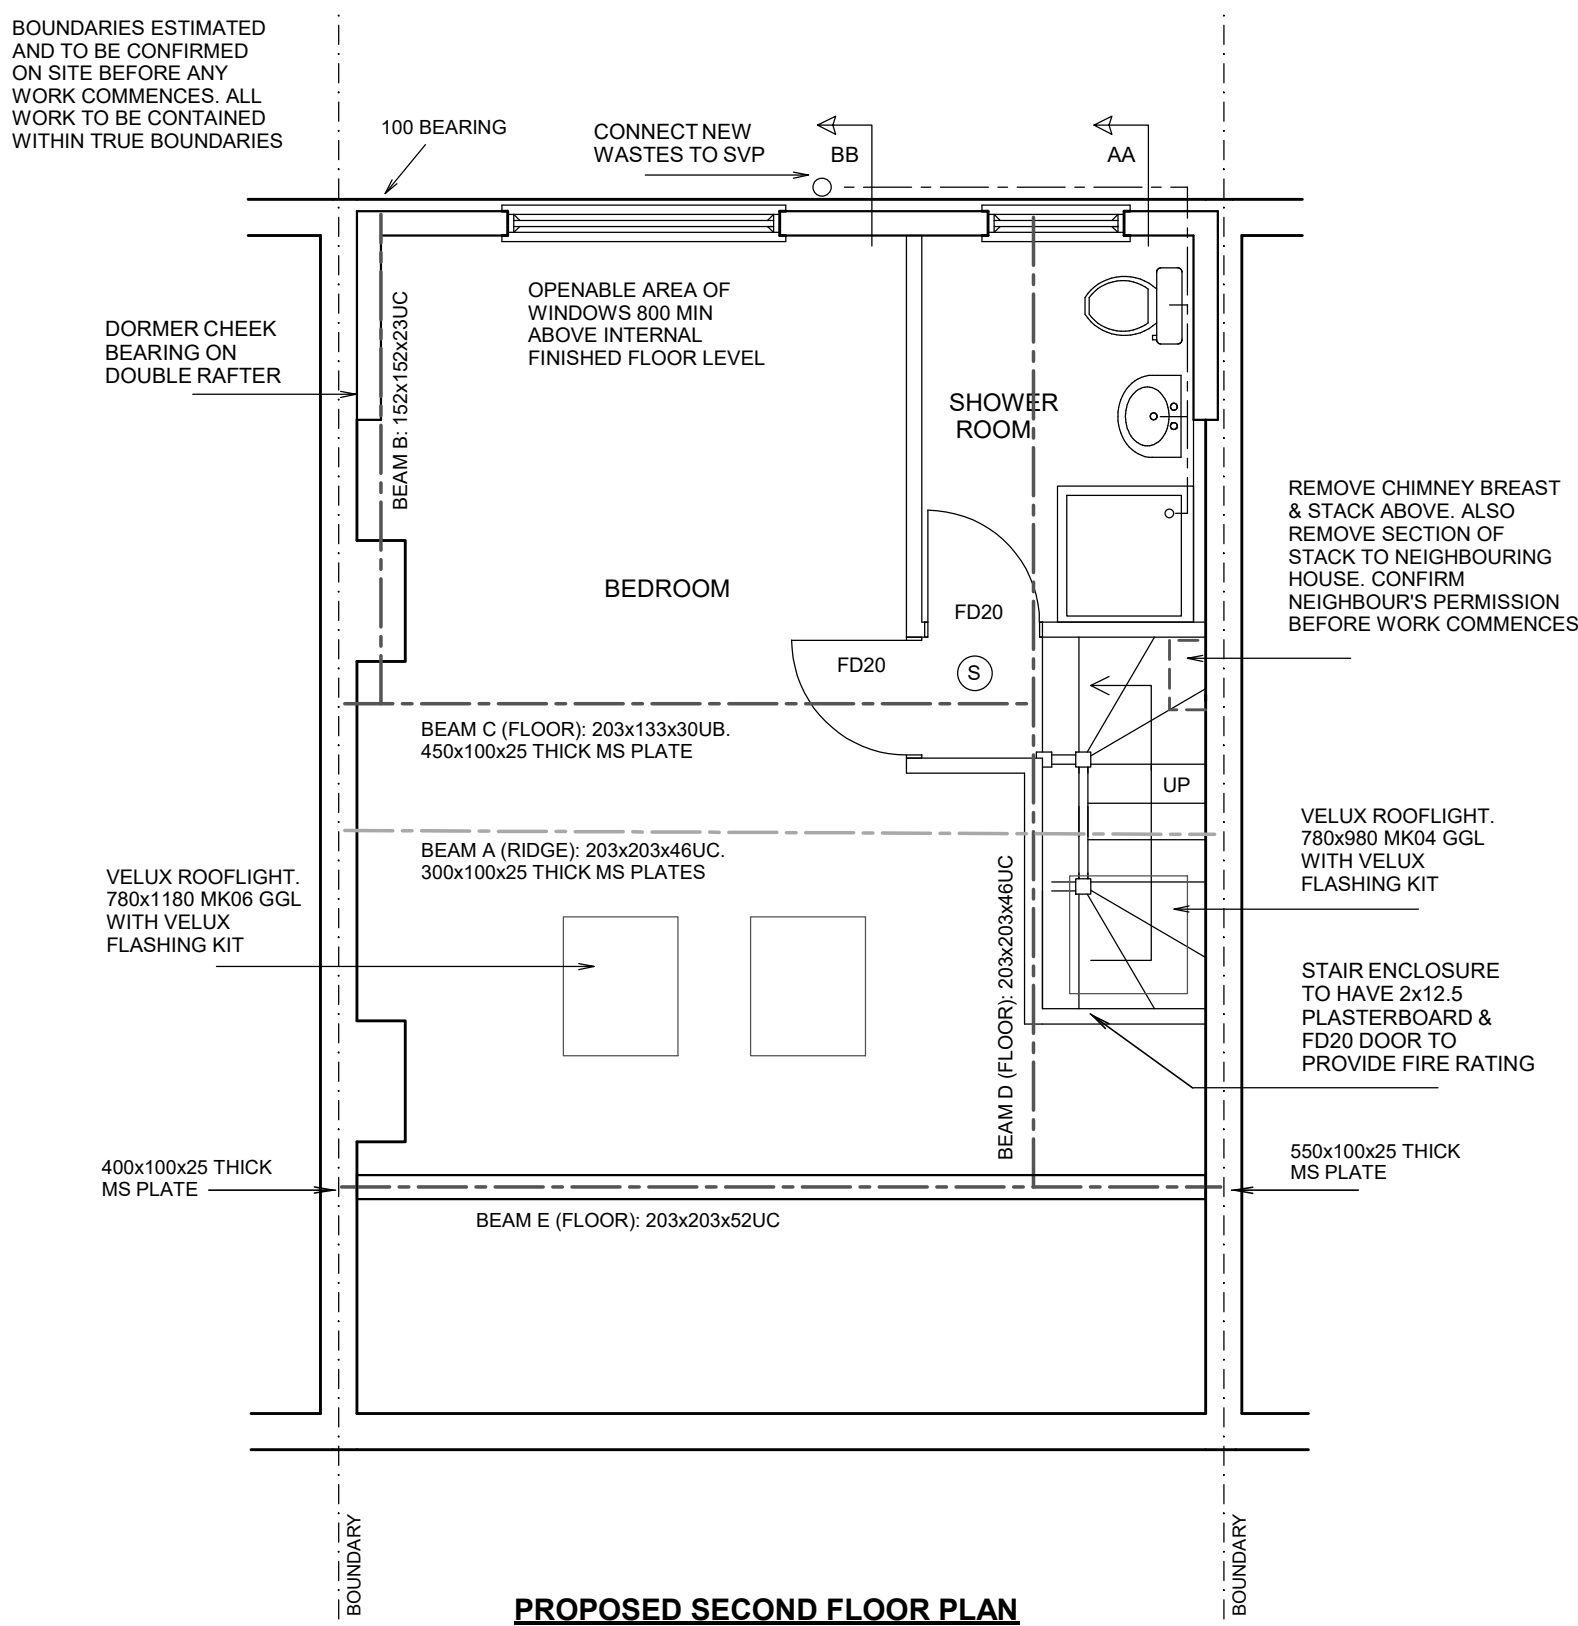 BOUNDARIES ESTIMATED
AND TO BE CONFIRMED
ON SITE BEFORE ANY
WORK COMMENCES. ALL
WORK TO BE CONTAINED
WITHIN TRUE BOUNDARIES
100 BEARING
CONNECT NEW
WASTES TO SVP
BB
AA
DORMER CHEEK
BEARING ON
DOUBLE RAFTER
BEAM B: 152x152x23UC
OPENABLE AREA OF
WINDOWS 800 MIN
ABOVE INTERNAL
FINISHED FLOOR LEVEL
SHOWER
ROOM
REMOVE CHIMNEY BREAST
& STACK ABOVE. ALSO
REMOVE SECTION OF
STACK TO NEIGHBOURING
HOUSE. CONFIRM
NEIGHBOUR'S PERMISSION
BEFORE WORK COMMENCES
BEDROOM
FD20
FD20
S
BEAM C (FLOOR): 203x133x30UB.
450x100x25 THICK MS PLATE
UP
BEAM A (RIDGE): 203x203x46UC.
300x100x25 THICK MS PLATES
VELUX ROOFLIGHT.
780x980 MK04 GGL
WITH VELUX
FLASHING KIT
VELUX ROOFLIGHT.
780x1180 MK06 GGL
WITH VELUX
FLASHING KIT
BEAM D (FLOOR): 203x203x46UC
STAIR ENCLOSURE
TO HAVE 2x12.5
PLASTERBOARD &
FD20 DOOR TO
PROVIDE FIRE RATING
400x100x25 THICK
MS PLATE
550x100x25 THICK
MS PLATE
BEAM E (FLOOR): 203x203x52UC
BOUNDARY
BOUNDARY
PROPOSED SECOND FLOOR PLAN